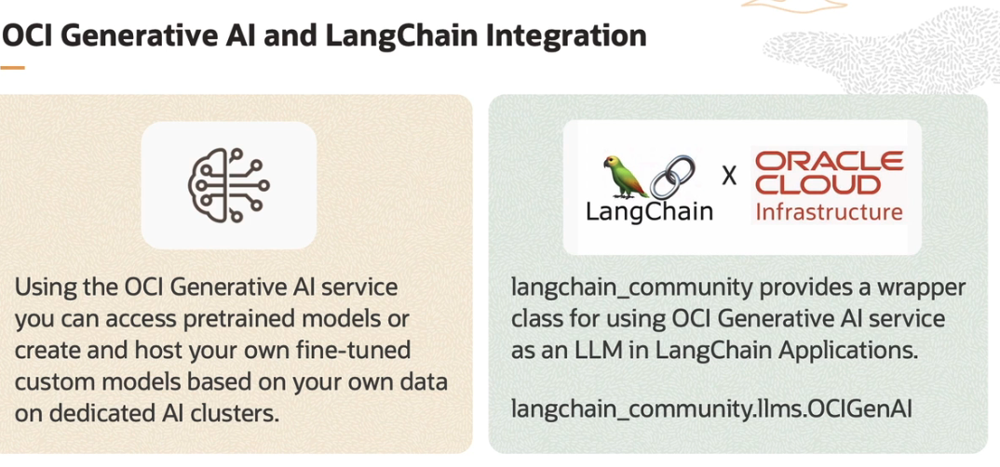 OCI Generative AI and LangChain Integration
Using the OCI Generative AI service
you can access pretrained models or
create and host your own fine-tuned
custom models based on your own data
on dedicated AI clusters.
LangChain
X
ORACLE
CLOUD
Infrastructure
langchain_community provides a wrapper
class for using OCI Generative AI service
as an LLM in LangChain Applications.
langchain_community.llms.OCIGenAI